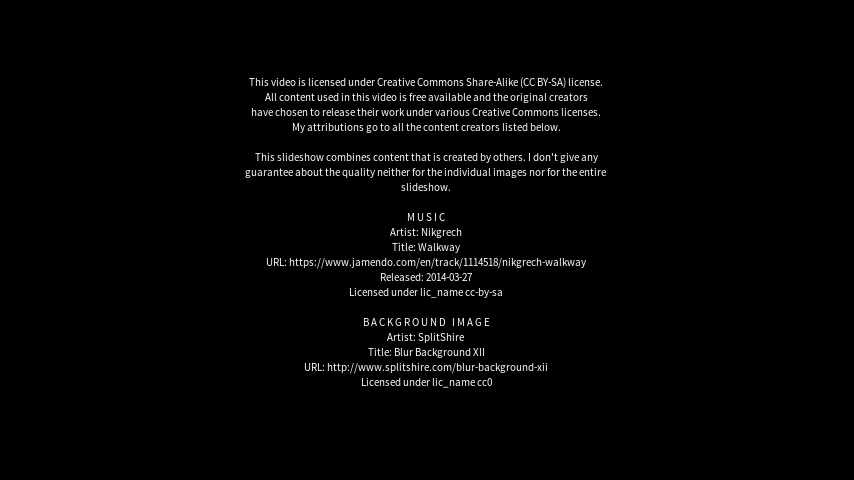 This video is licensed under Creative Commons Share-Alike (CC BY-SA) license.
All content used in this video is free available and the original creators
have chosen to release their work under various Creative Commons licenses.
My attributions go to all the content creators listed below.
This slideshow combines content that is created by others. I don't give any
guarantee about the quality neither for the individual images nor for the entire
slideshow.
MUSIC
Artist: Nikgrech
Title: Walkway
URL: https://www.jamendo.com/en/track/1114518/nikgrech-walkway
Released: 2014-03-27
Licensed under lic_name cc-by-sa
BACKGROUND IMAGE
Artist: SplitShire
Title: Blur Background XII
URL: http://www.splitshire.com/blur-background-xii
Licensed under lic_name cc0